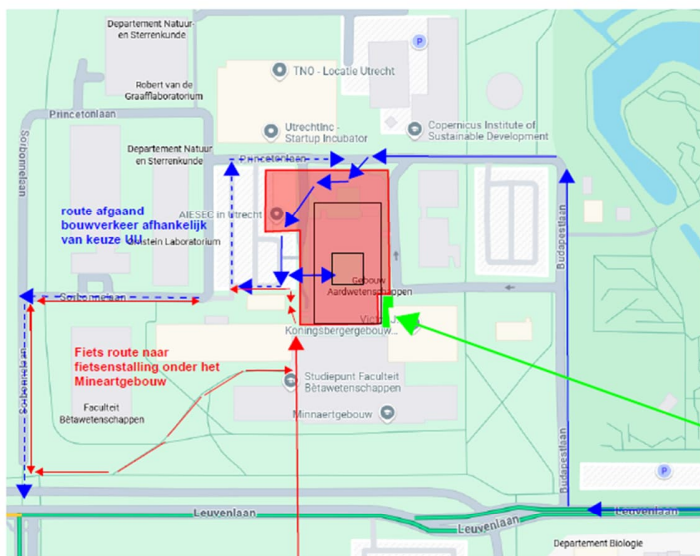 Departement Natuur-
en Sterrenkunde
P
TNO - Locatie Utrecht
Robert van de
Graafflaboratorium
Princetonlaan
UtrechtInc -
Startup Incubator
Copernicus Institute of
Sustainable Development
Sorbonnelaan
Departement Natuur
en Sterrenkunde
Princetonlaan
route afgaand
bouwverkeer afhankelijk
van keuze UU
AIESEC in Utrecht
Laboratorium
Budapestlaan
Gebouw
Aardwetenschappen
Sorbonnelaan
Koningsbergergebouw...
Fiets route naar
fietsenstalling onder het
Mineartgebouw
Studiepunt Faculteit
Bètawetenschappen
Faculteit
Bètawetenschappen
Minnaertgebouw
Budapestlaan
P
Leuvenlaan
Leuvenlaan
Leuvenlaan
Departement Biologie